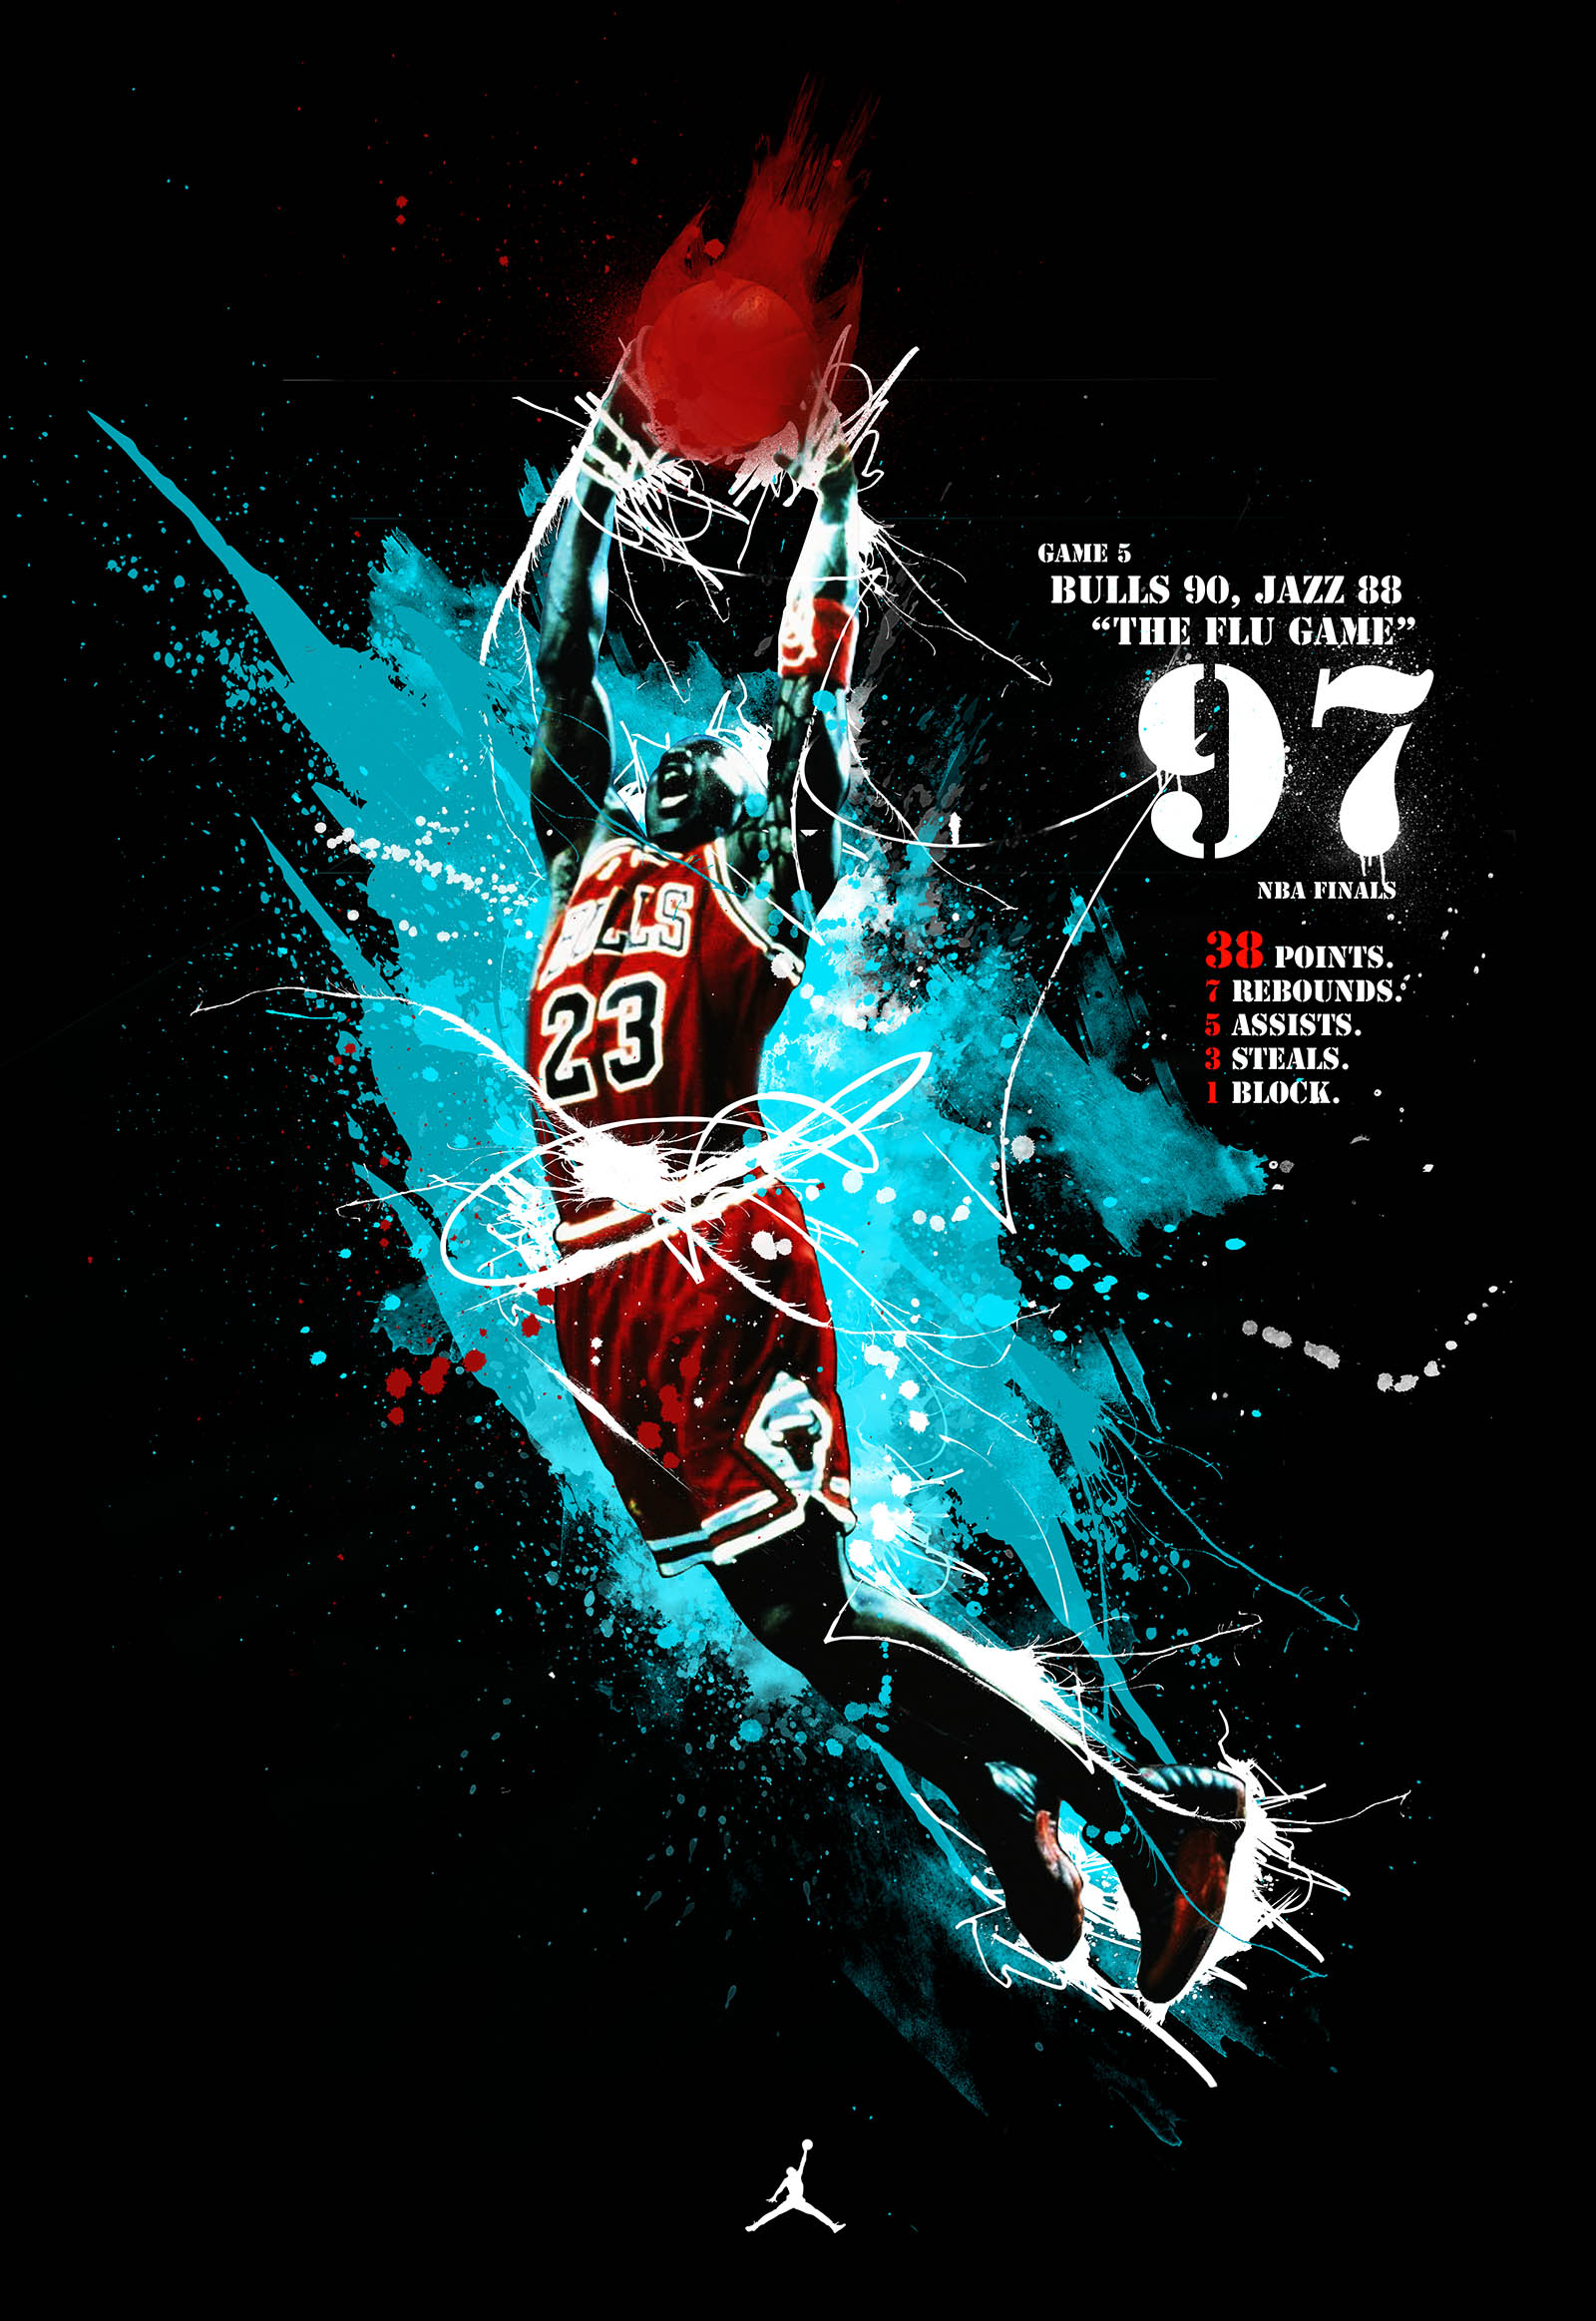 GAME 5
BULLS 90, JAZZ 88
“THE FLU GAME”
97
NBA FINALS
38 POINTS.
7 REBOUNDS.
5 ASSISTS.
3 STEALS.
1 BLOCK.
BULLS
23